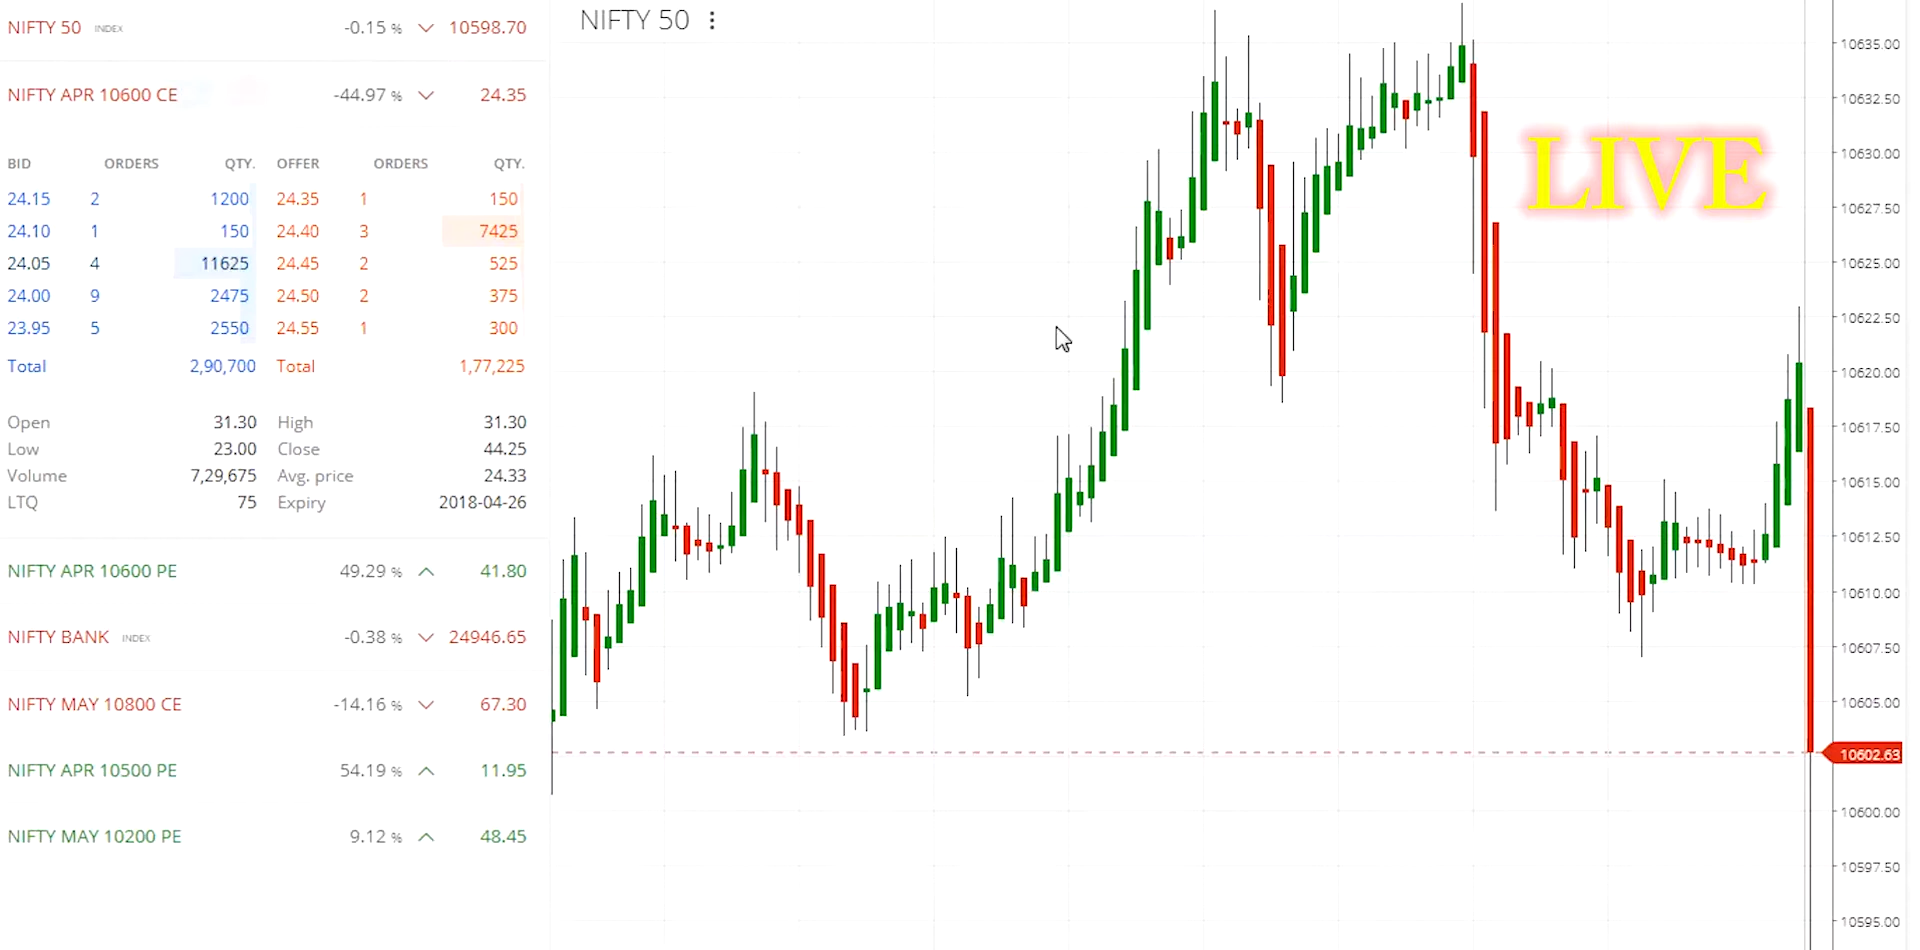 NIFTY 50 INDEX -0.15 % 10598.70
NIFTY APR 10600 CE -44.97 % 24.35
BID ORDERS QTY. OFFER ORDERS QTY.
24.15 2 1200 24.35 1 150
24.10 1 150 24.40 3 7425
24.05 4 11625 24.45 2 525
24.00 9 2475 24.50 2 375
23.95 5 2550 24.55 1 300
Total 2,90,700 Total 1,77,225
Open 31.30 High 31.30
Low 23.00 Close 44.25
Volume 7,29,675 Avg. price 24.33
LTQ 75 Expiry 2018-04-26
NIFTY APR 10600 PE 49.29 % 41.80
NIFTY BANK INDEX -0.38 % 24946.65
NIFTY MAY 10800 CE -14.16 % 67.30
NIFTY APR 10500 PE 54.19 % 11.95
NIFTY MAY 10200 PE 9.12 % 48.45
NIFTY 50
LIVE
10635.00
10632.50
10630.00
10627.50
10625.00
10622.50
10620.00
10617.50
10615.00
10612.50
10610.00
10607.50
10605.00
10602.63
10600.00
10597.50
10595.00